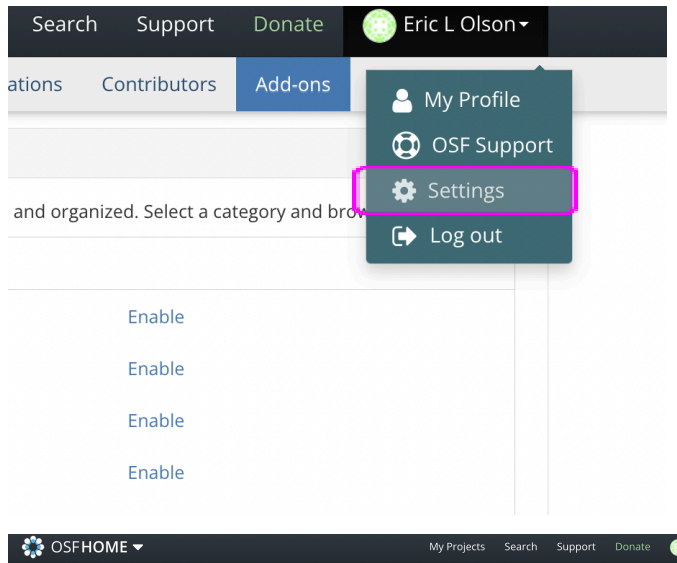 Search Support Donate Eric L Olson
ations Contributors Add-ons
My Profile
OSF Support
Settings
and organized. Select a category and brow
Log out
Enable
Enable
Enable
Enable
OSFHOME My Projects Search Support Donate